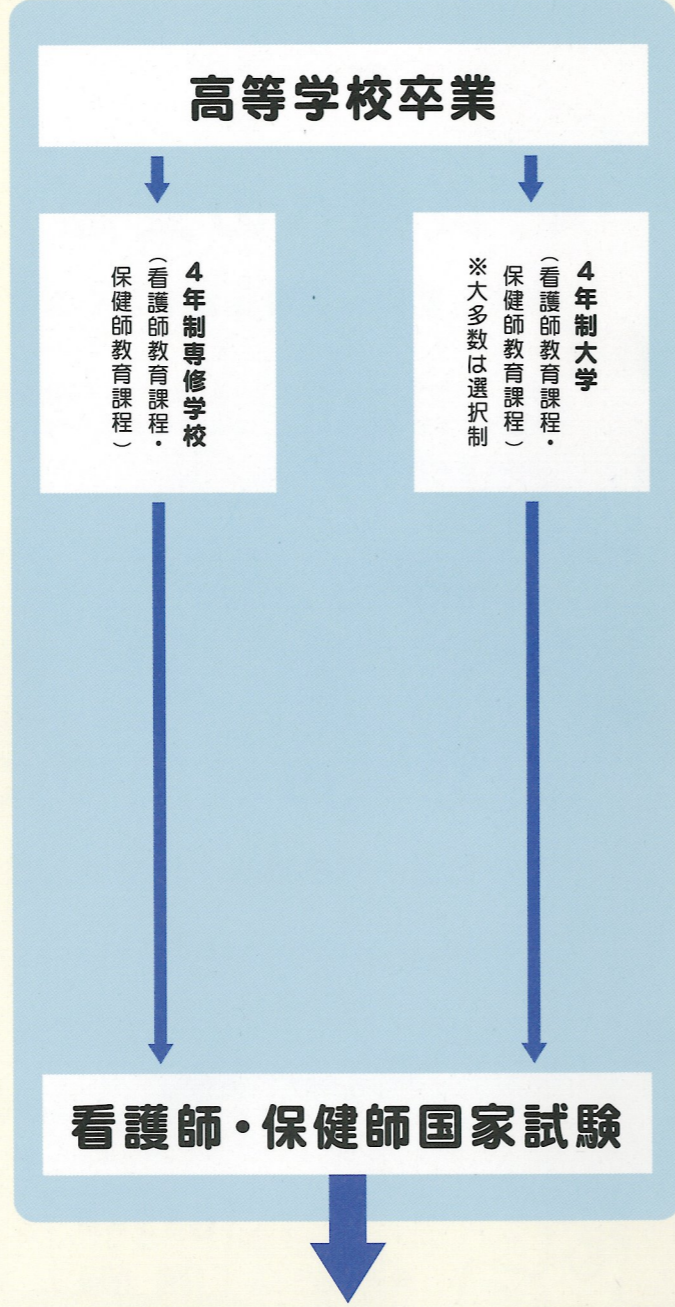 高等学校卒業
4年制大学
（看護師教育課程・
保健師教育課程）
※大多数は選択制
4年制専修学校
（看護師教育課程・
保健師教育課程）
看護師・保健師国家試験